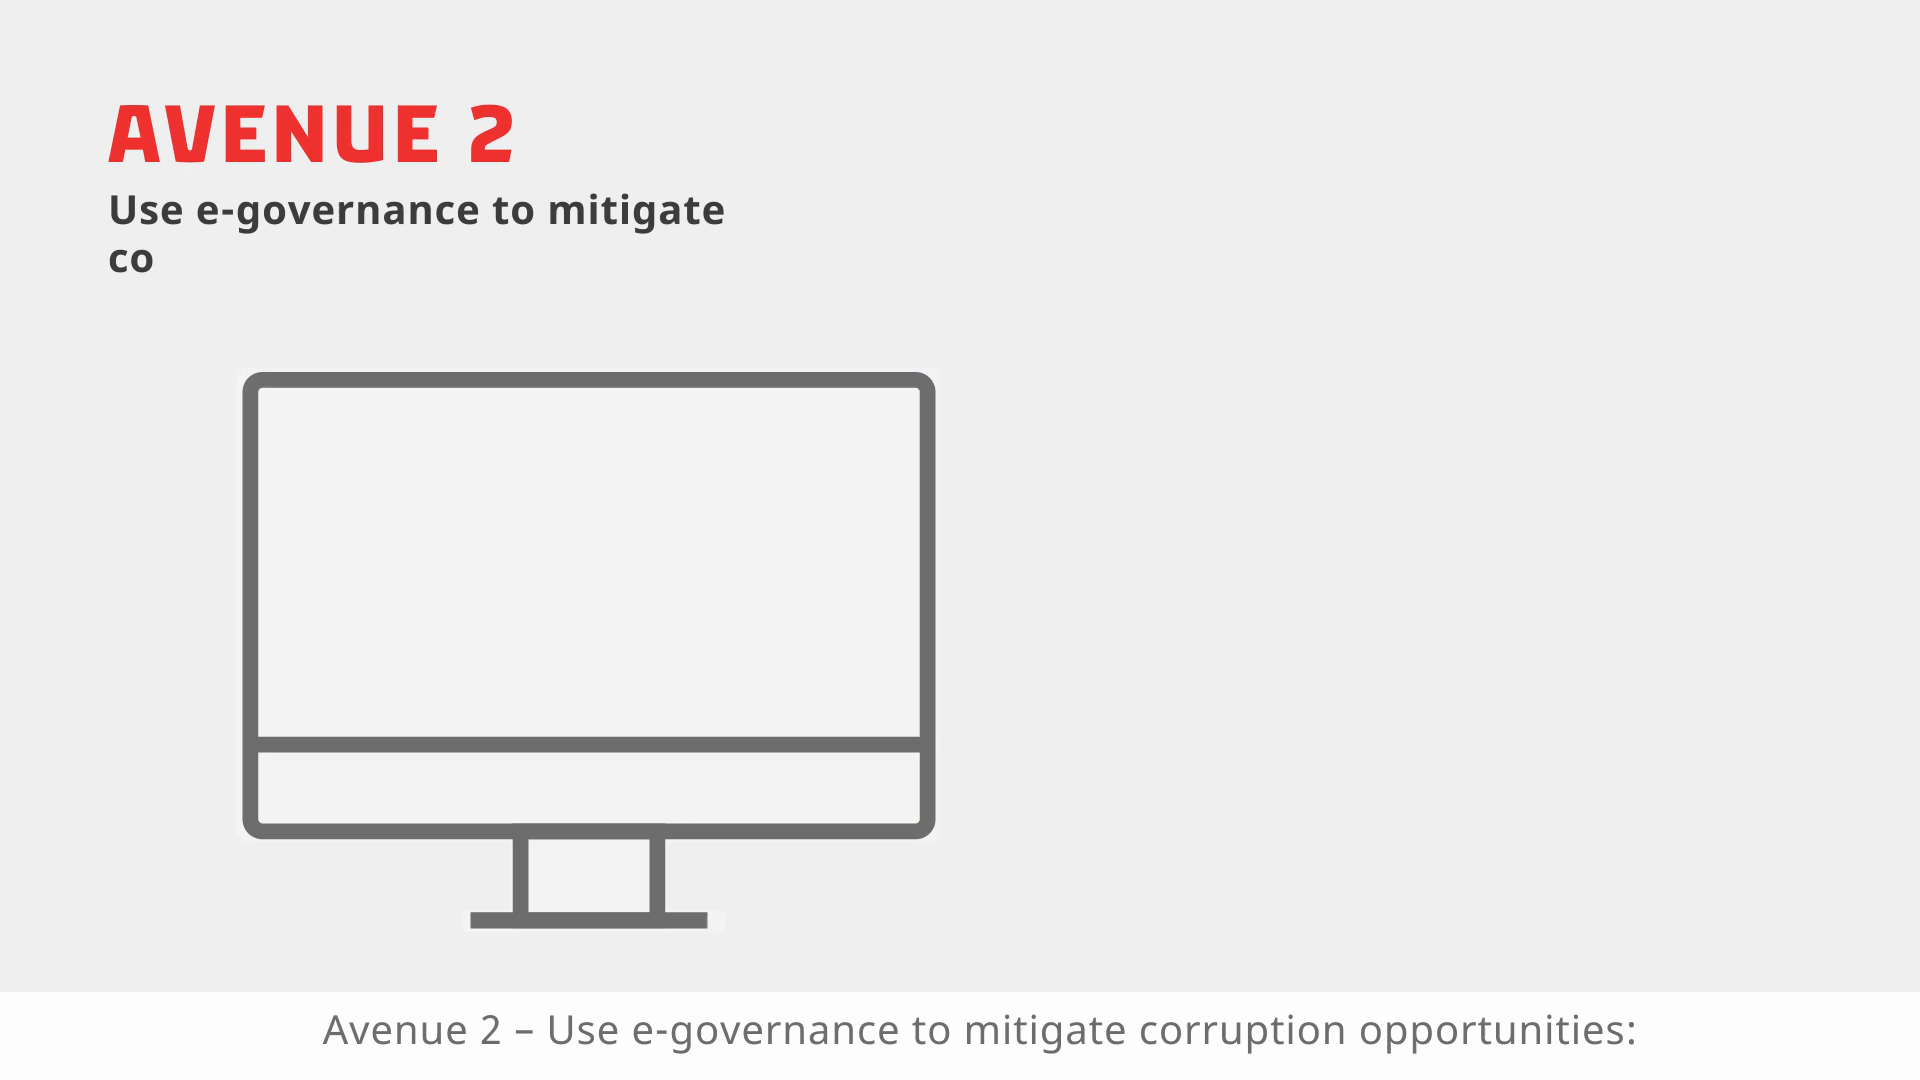 AVENUE 2
Use e-governance to mitigate
co
Avenue 2 – Use e-governance to mitigate corruption opportunities: